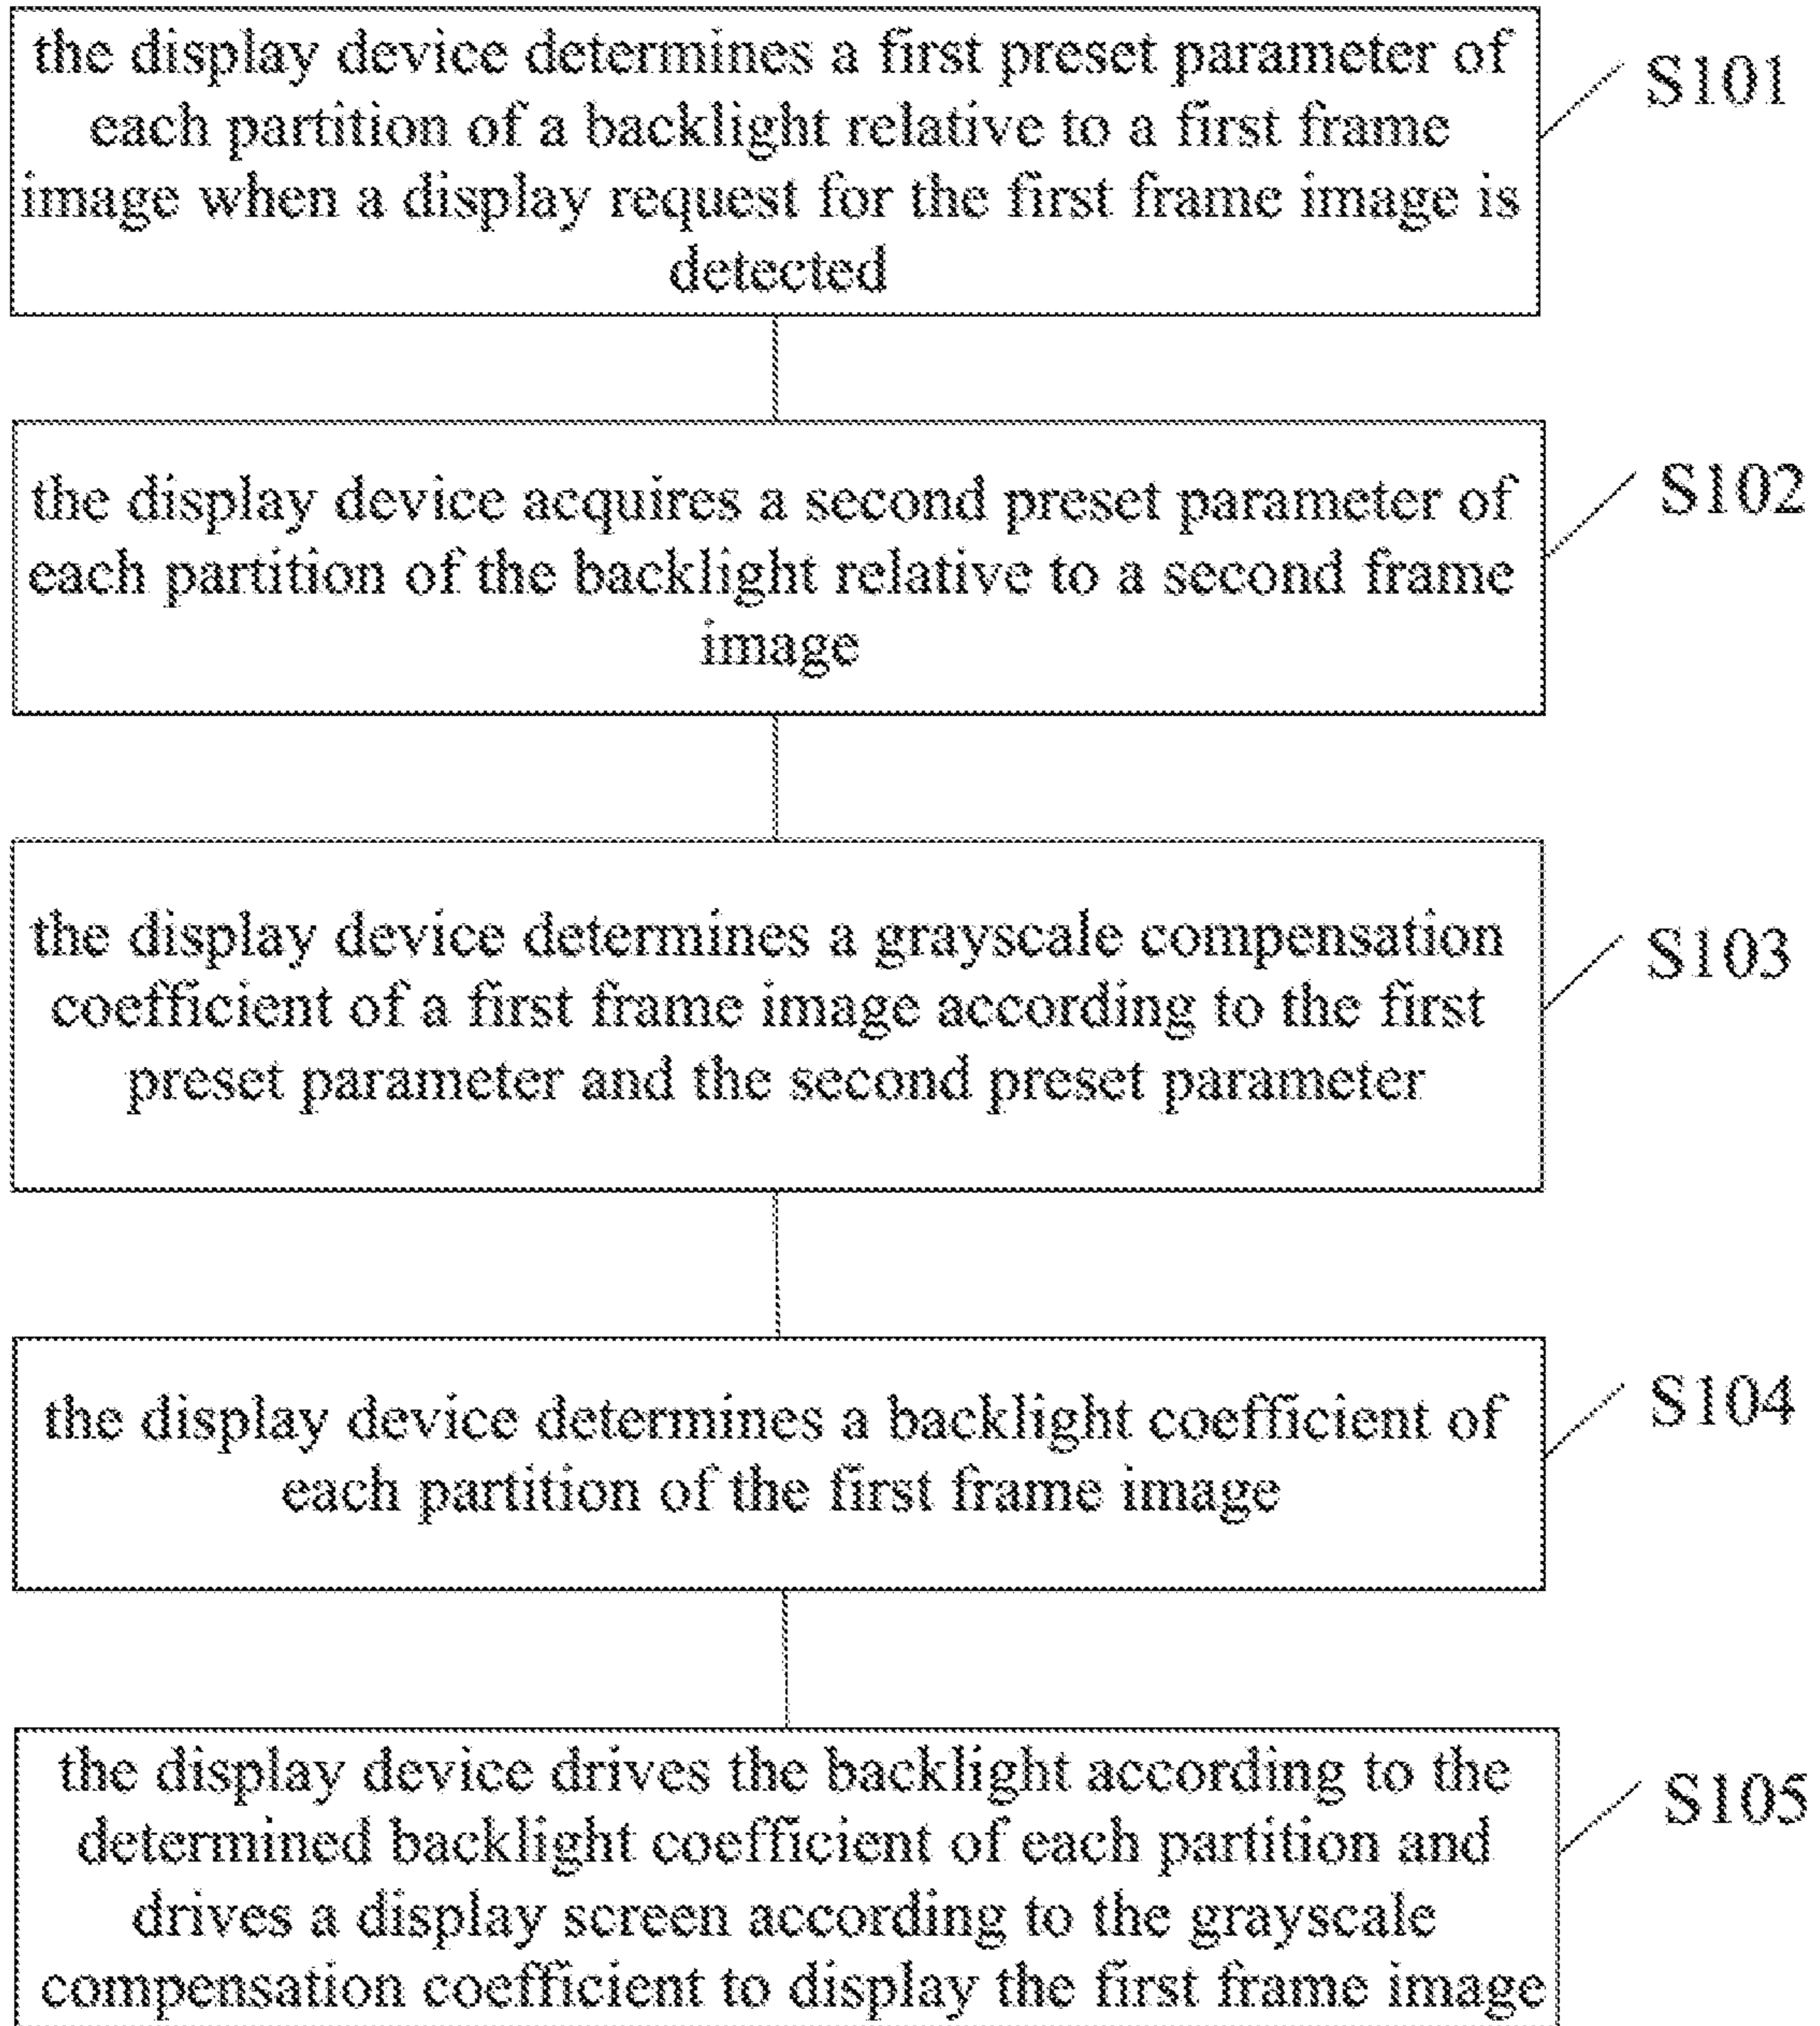 the display device determines a first preset parameter of
each partition of a backlight relative to a first frame
image when a display request for the first frame image is
detected
S101
the display device acquires a second preset parameter of
each partition of the backlight relative to a second frame
image
S102
the display device determines a grayscale compensation
coefficient of a first frame image according to the first
preset parameter and the second preset parameter
S103
the display device determines a backlight coefficient of
each partition of the first frame image
S104
the display device drives the backlight according to the
determined backlight coefficient of each partition and
drives a display screen according to the grayscale
compensation coefficient to display the first frame image
S105